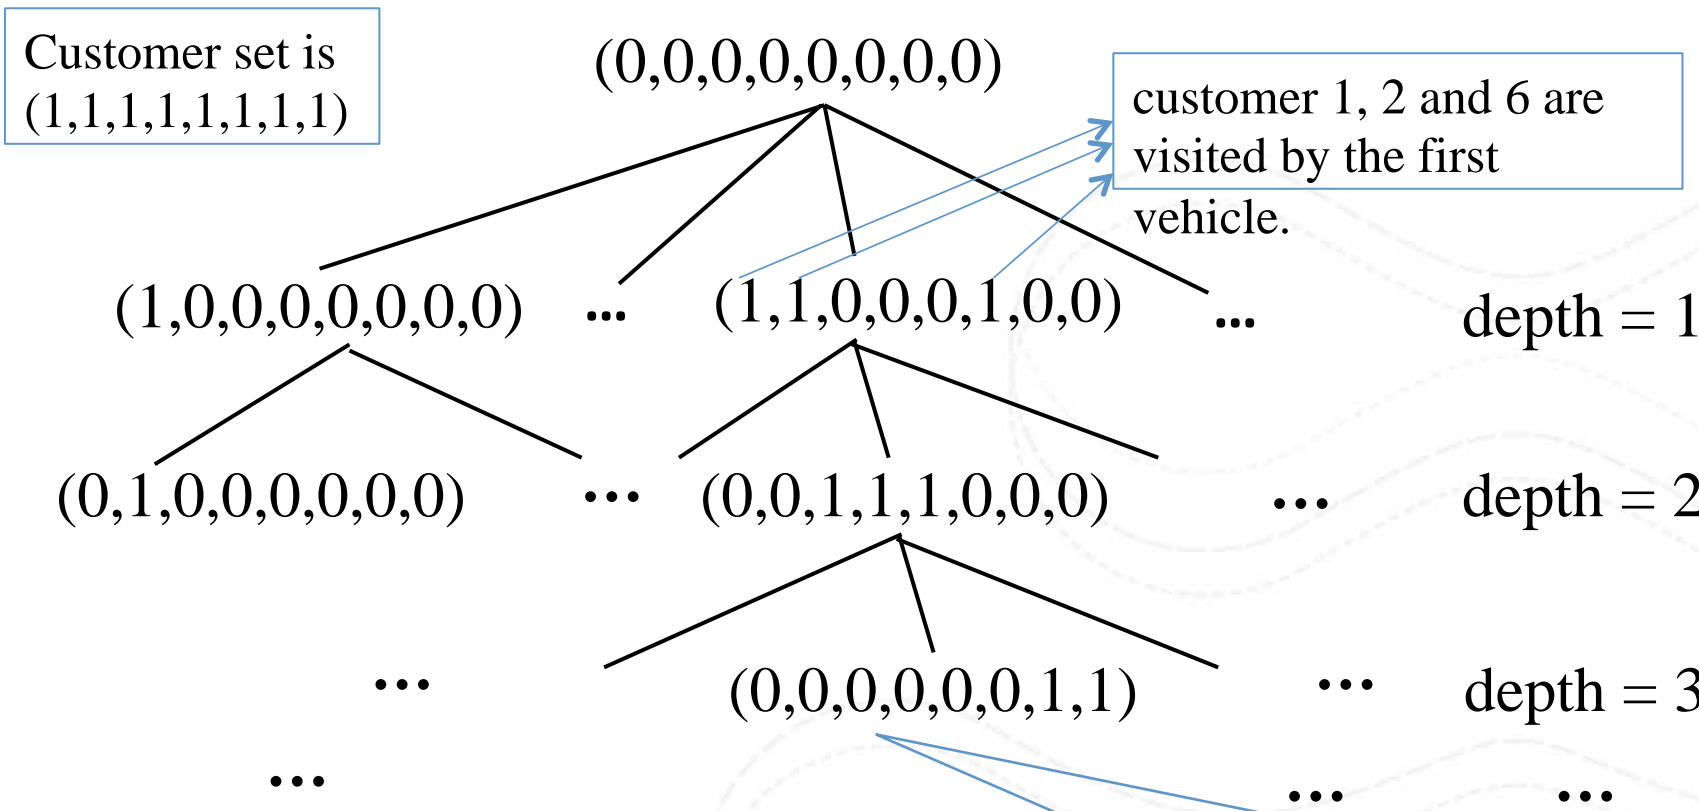 Customer set is
(1,1,1,1,1,1,1,1)
(0,0,0,0,0,0,0,0)
customer 1, 2 and 6 are
visited by the first
vehicle.
(1,0,0,0,0,0,0,0) ... (1,1,0,0,0,1,0,0) ... depth = 1
(0,1,0,0,0,0,0,0) ... (0,0,1,1,1,0,0,0) ... depth = 2
... (0,0,0,0,0,0,1,1) ... depth = 3
... ... ...